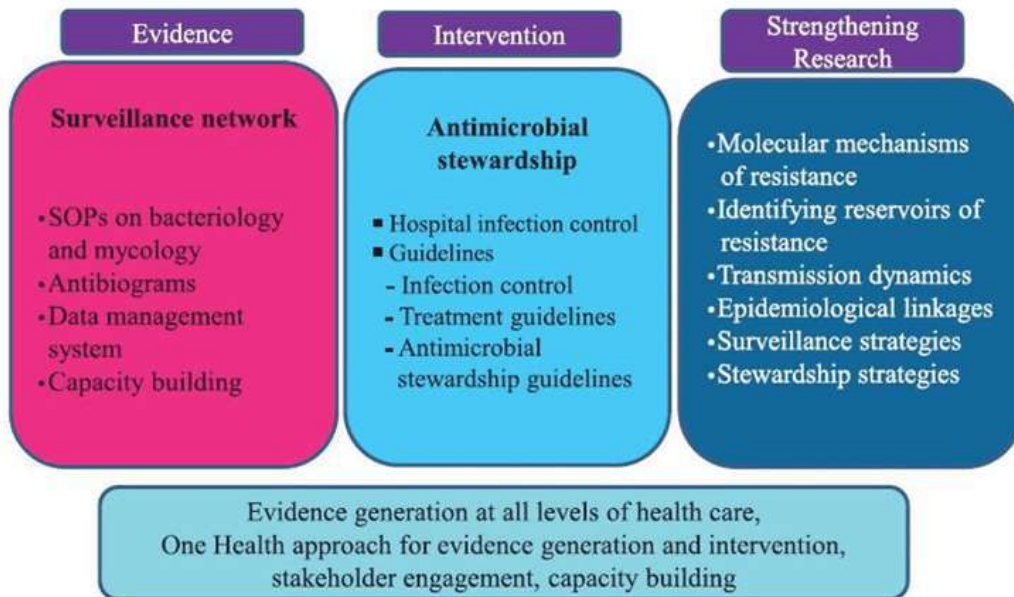 Evidence
Surveillance network
•SOPs on bacteriology
and mycology
•Antibiograms
•Data management
system
•Capacity building
Intervention
Antimicrobial
stewardship
▪ Hospital infection control
▪ Guidelines
- Infection control
- Treatment guidelines
- Antimicrobial
stewardship guidelines
Strengthening
Research
•Molecular mechanisms
of resistance
•Identifying reservoirs of
resistance
•Transmission dynamics
•Epidemiological linkages
•Surveillance strategies
•Stewardship strategies
Evidence generation at all levels of health care,
One Health approach for evidence generation and intervention,
stakeholder engagement, capacity building